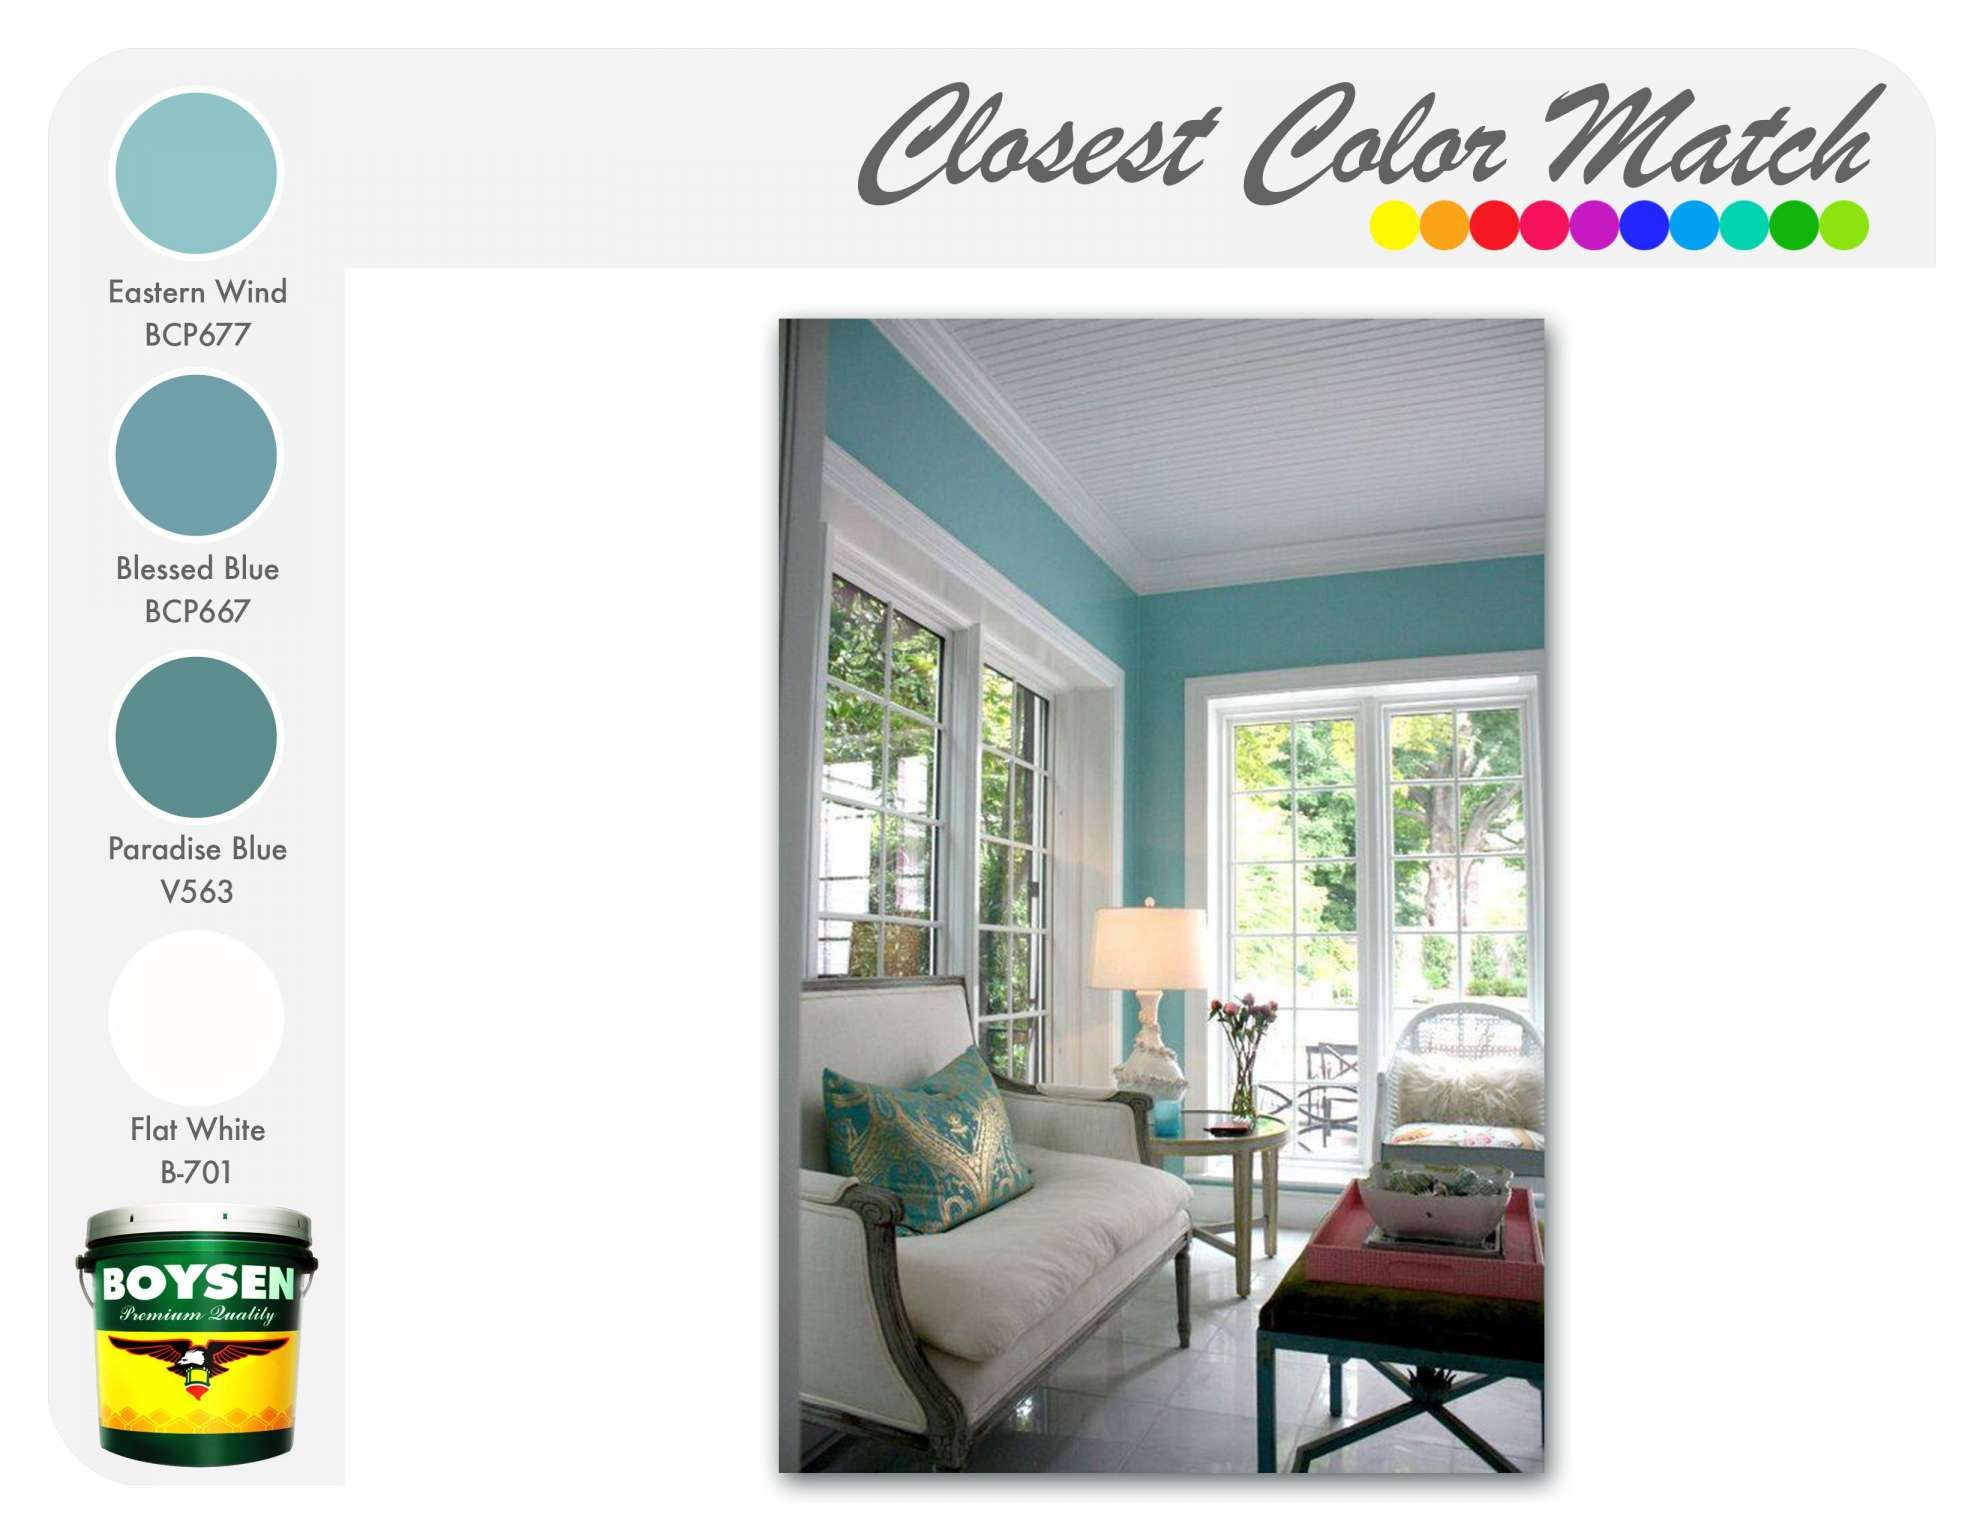 Closest Color Match
Eastern Wind
BCP677
Blessed Blue
BCP667
Paradise Blue
V563
Flat White
B-701
BOYSEN
Premium Quality